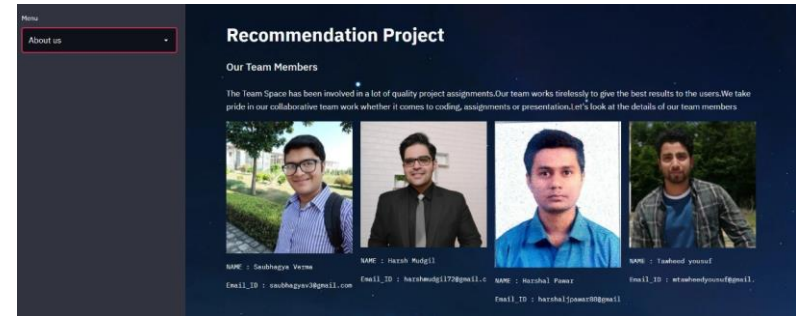 Menu
About us
Recommendation Project
Our Team Members
The Team Space has been involved in a lot of quality project assignments.Our team works tirelessly to give the best results to the users.We take
pride in our collaborative team work whether it comes to coding, assignments or presentation.Let's look at the details of our team members
NAME : Saubhagya Verma
Email_ID : saubhagyav3@gmail.com
NAME : Harsh Mudgil
Email_ID : harshmudgil72@gmail.c
NAME : Harshal Pawar
Email_ID : harshaljpawar80@gmail
NAME : Tawheed yousuf
Email_ID : mtawheedyousuf@gmail.